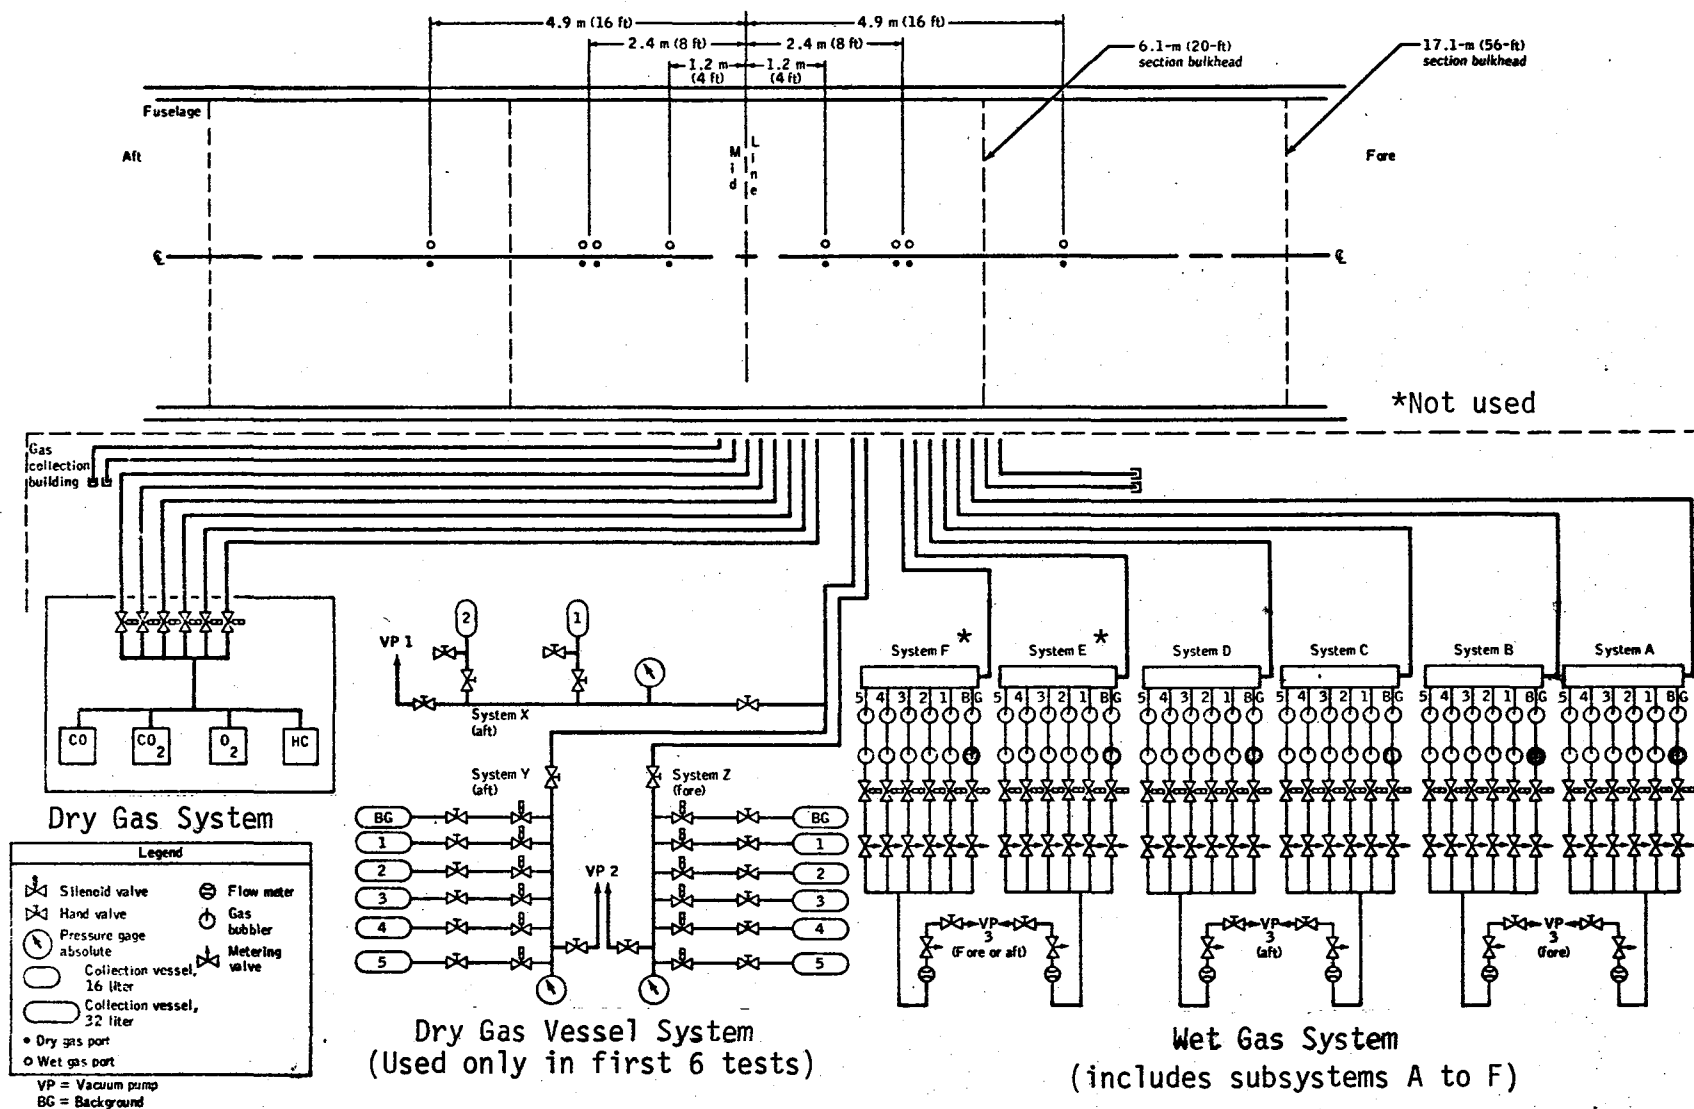 4.9 m (16 ft) 4.9 m (16 ft)
2.4 m (8 ft) 2.4 m (8 ft)
1.2 m 1.2 m
(4 ft) (4 ft)
6.1-m (20-ft)
section bulkhead
17.1-m (56-ft)
section bulkhead
Fuselage
Aft
Mid
Line
Fore
℄ ℄
*Not used
Gas
collection
building
CO CO2 O2 HC
Dry Gas System
VP 1
2 1
System X
(aft)
System Y
(aft)
System Z
(fore)
BG BG
1 1
2 2
3 3
4 4
5 5
VP 2
Dry Gas Vessel System
(Used only in first 6 tests)
System F * System E * System D System C System B System A
5 4 3 2 1 BG 5 4 3 2 1 BG 5 4 3 2 1 BG 5 4 3 2 1 BG 5 4 3 2 1 BG 5 4 3 2 1 BG
VP
3
(Fore or aft)
VP
3
(aft)
VP
3
(fore)
Wet Gas System
(includes subsystems A to F)
Legend
Silenoid valve
Hand valve
Pressure gage
absolute
Collection vessel,
16 liter
Collection vessel,
32 liter
Dry gas port
Wet gas port
Flow meter
Gas
bubbler
Metering
valve
VP = Vacuum pump
BG = Background